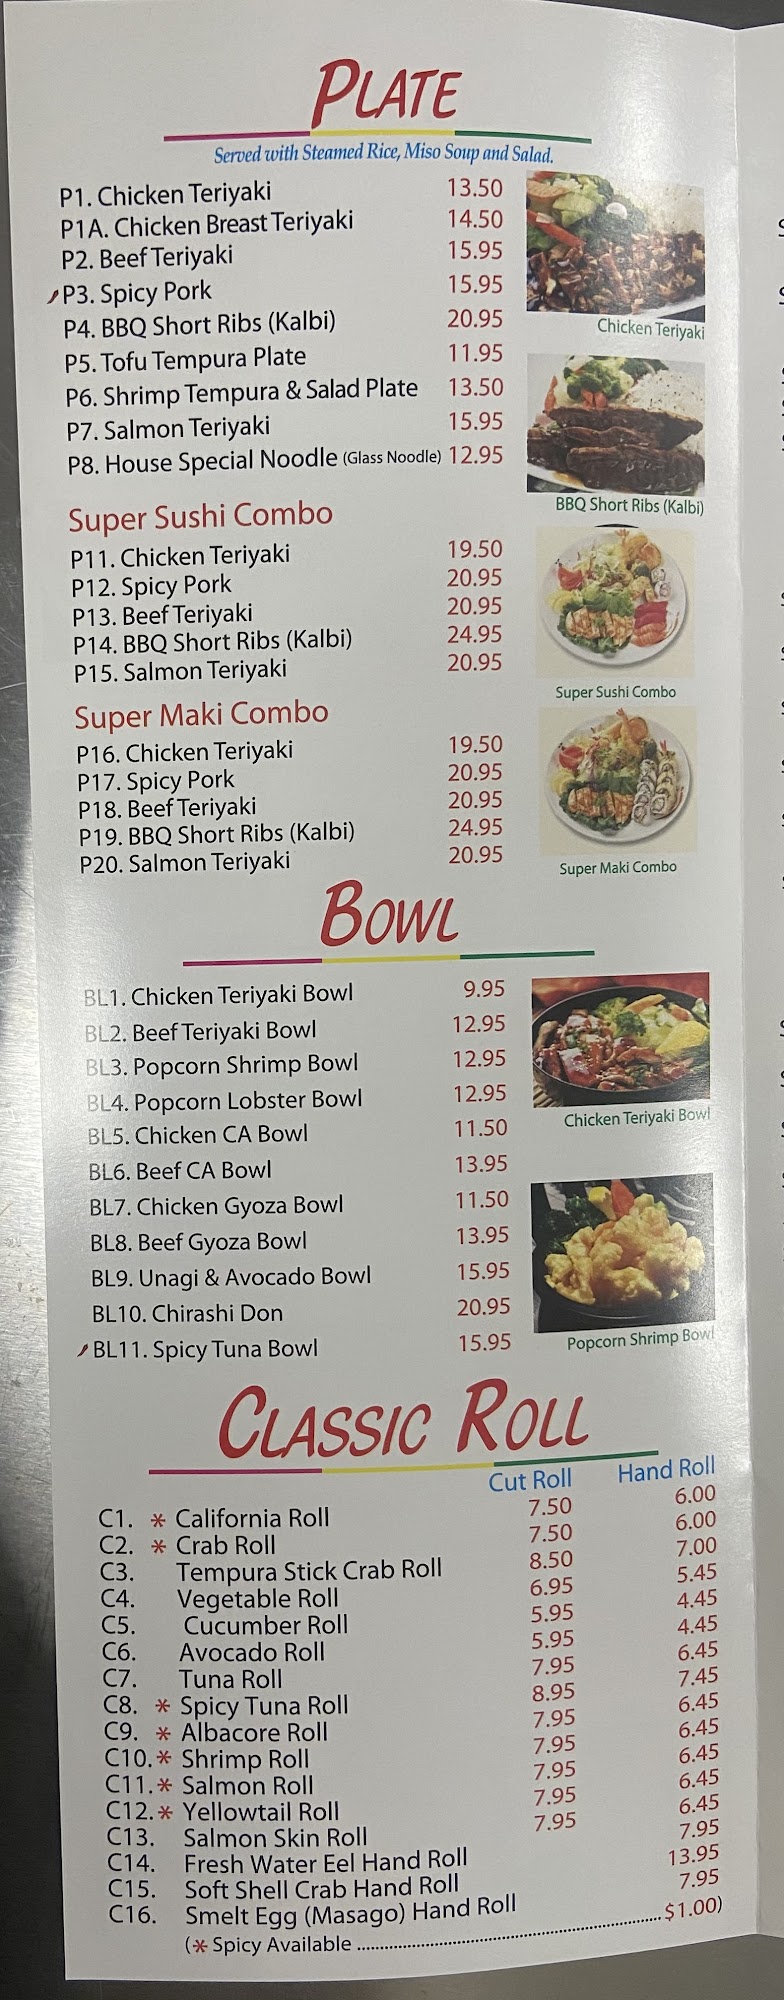 PLATE
Served with Steamed Rice, Miso Soup and Salad.
P1. Chicken Teriyaki 13.50
P1A. Chicken Breast Teriyaki 14.50
P2. Beef Teriyaki 15.95
P3. Spicy Pork 15.95
P4. BBQ Short Ribs (Kalbi) 20.95
Chicken Teriyaki
P5. Tofu Tempura Plate 11.95
P6. Shrimp Tempura & Salad Plate 13.50
P7. Salmon Teriyaki 15.95
P8. House Special Noodle (Glass Noodle) 12.95
BBQ Short Ribs (Kalbi)
Super Sushi Combo
P11. Chicken Teriyaki 19.50
P12. Spicy Pork 20.95
P13. Beef Teriyaki 20.95
P14. BBQ Short Ribs (Kalbi) 24.95
P15. Salmon Teriyaki 20.95
Super Sushi Combo
Super Maki Combo
P16. Chicken Teriyaki 19.50
P17. Spicy Pork 20.95
P18. Beef Teriyaki 20.95
P19. BBQ Short Ribs (Kalbi) 24.95
P20. Salmon Teriyaki 20.95
Super Maki Combo
BOWL
BL1. Chicken Teriyaki Bowl 9.95
BL2. Beef Teriyaki Bowl 12.95
BL3. Popcorn Shrimp Bowl 12.95
BL4. Popcorn Lobster Bowl 12.95
Chicken Teriyaki Bowl
BL5. Chicken CA Bowl 11.50
BL6. Beef CA Bowl 13.95
BL7. Chicken Gyoza Bowl 11.50
BL8. Beef Gyoza Bowl 13.95
BL9. Unagi & Avocado Bowl 15.95
BL10. Chirashi Don 20.95
BL11. Spicy Tuna Bowl 15.95
Popcorn Shrimp Bowl
CLASSIC ROLL
Cut Roll Hand Roll
C1. * California Roll 7.50 6.00
C2. * Crab Roll 7.50 6.00
C3. Tempura Stick Crab Roll 8.50 7.00
C4. Vegetable Roll 6.95 5.45
C5. Cucumber Roll 5.95 4.45
C6. Avocado Roll 5.95 4.45
C7. Tuna Roll 7.95 6.45
C8. * Spicy Tuna Roll 8.95 7.45
C9. * Albacore Roll 7.95 6.45
C10. * Shrimp Roll 7.95 6.45
C11. * Salmon Roll 7.95 6.45
C12. * Yellowtail Roll 7.95 6.45
C13. Salmon Skin Roll 7.95 6.45
C14. Fresh Water Eel Hand Roll 7.95
C15. Soft Shell Crab Hand Roll 13.95
C16. Smelt Egg (Masago) Hand Roll 7.95
(* Spicy Available ........ $1.00)